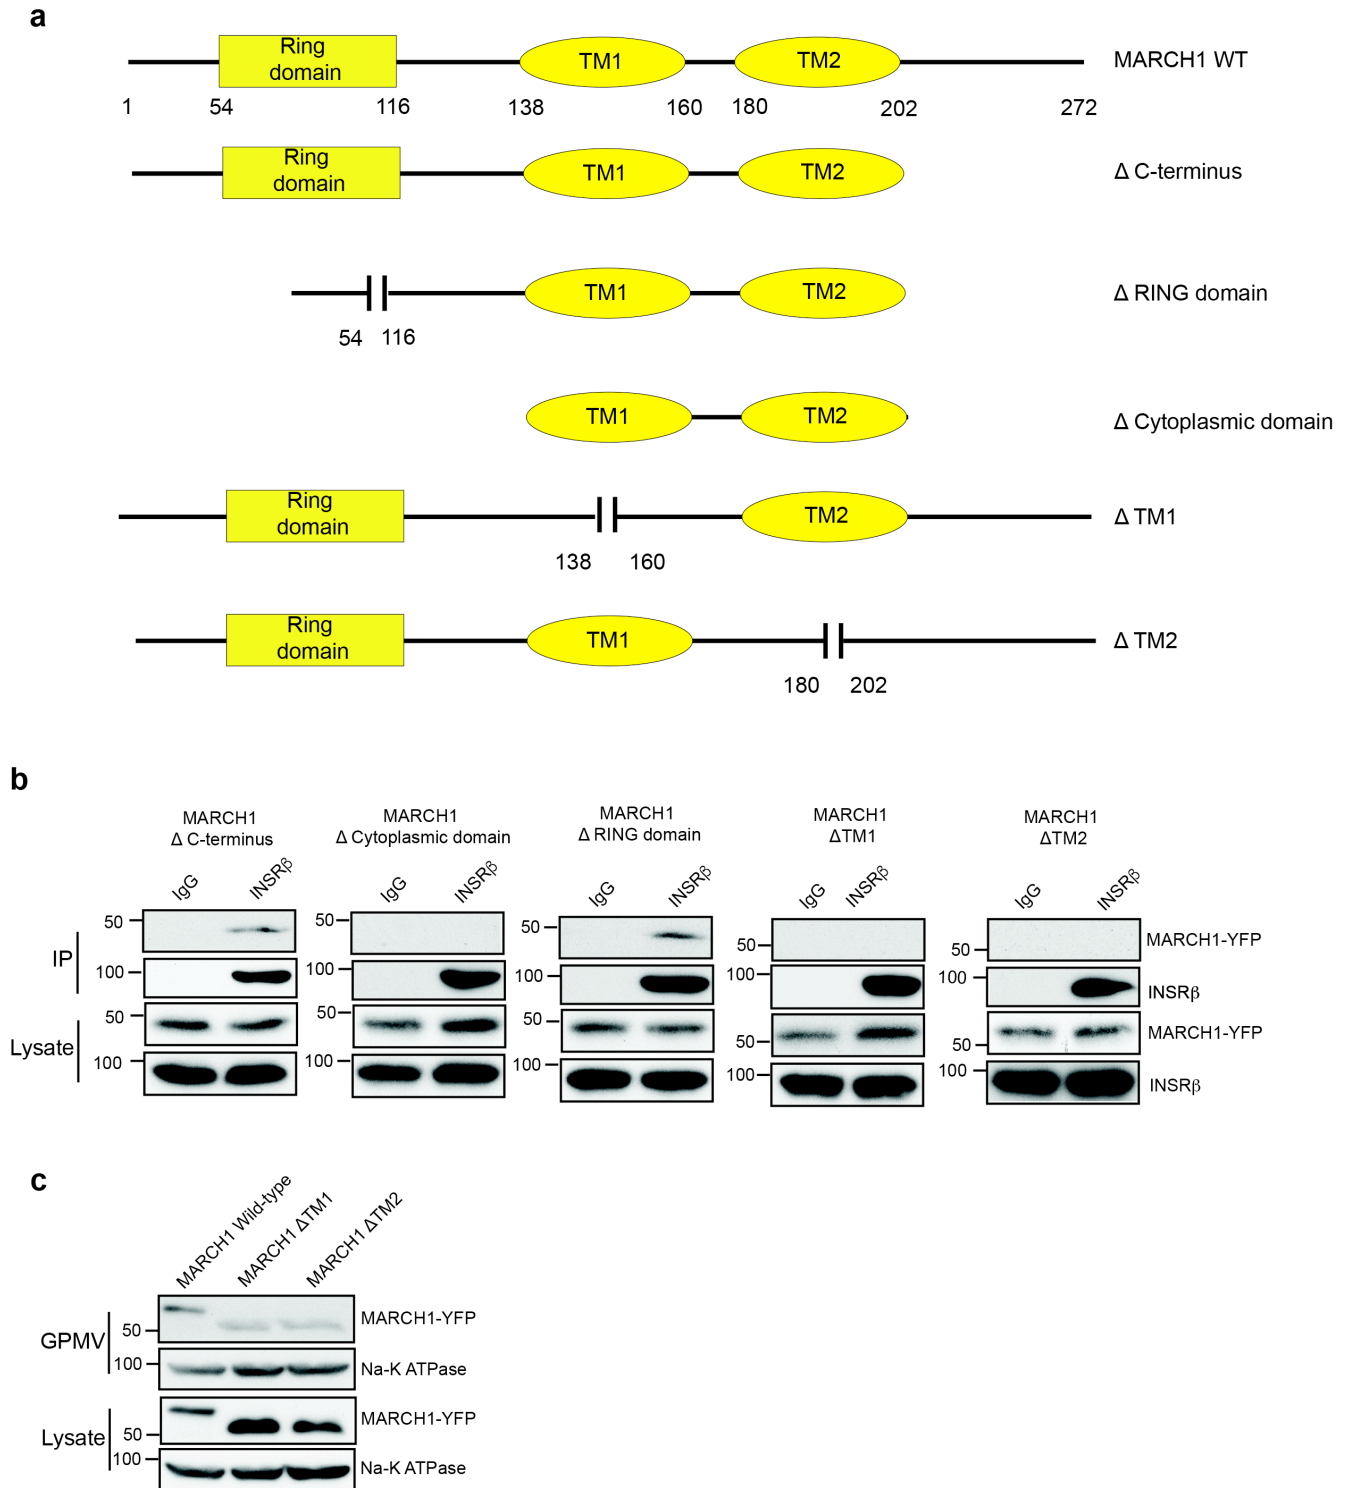 a
Ring
domain
TM1
TM2
MARCH1 WT
1
54
116
138
160
180
202
272
Ring
domain
TM1
TM2
Δ C-terminus
TM1
TM2
Δ RING domain
54
116
TM1
TM2
Δ Cytoplasmic domain
Ring
domain
TM2
Δ TM1
138
160
Ring
domain
TM1
Δ TM2
180
202
b
MARCH1
Δ C-terminus
MARCH1
Δ Cytoplasmic domain
MARCH1
Δ RING domain
MARCH1
ΔTM1
MARCH1
ΔTM2
IgG
INSRβ
IgG
INSRβ
IgG
INSRβ
IgG
INSRβ
IgG
INSRβ
IP
50
50
50
50
50
MARCH1-YFP
100
100
100
100
100
INSRβ
Lysate
50
50
50
50
50
MARCH1-YFP
100
100
100
100
100
INSRβ
c
MARCH1 Wild-type
MARCH1 ΔTM1
MARCH1 ΔTM2
GPMV
50
MARCH1-YFP
100
Na-K ATPase
Lysate
50
MARCH1-YFP
100
Na-K ATPase